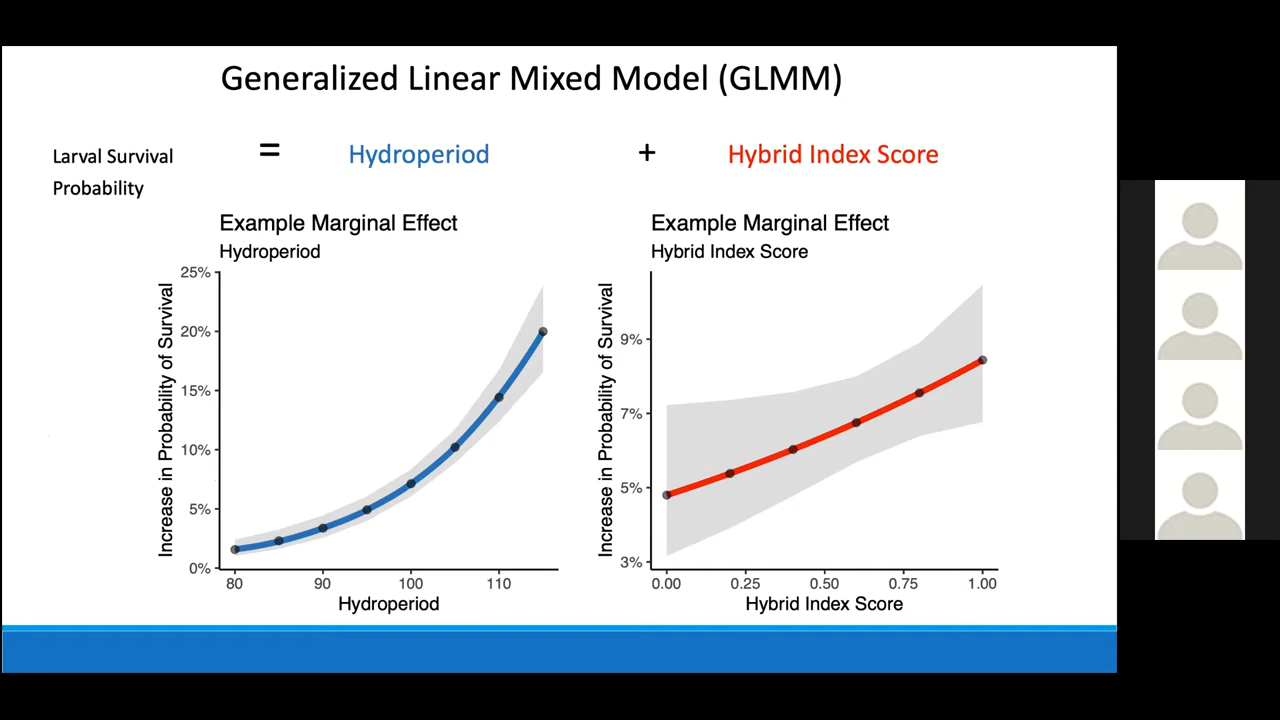 Generalized Linear Mixed Model (GLMM)
Larval Survival
Probability
=
Hydroperiod
+
Hybrid Index Score
Example Marginal Effect
Hydroperiod
Increase in Probability of Survival
25%
20%
15%
10%
5%
0%
80
90
100
110
Hydroperiod
Example Marginal Effect
Hybrid Index Score
Increase in Probability of Survival
9%
7%
5%
3%
0.00
0.25
0.50
0.75
1.00
Hybrid Index Score